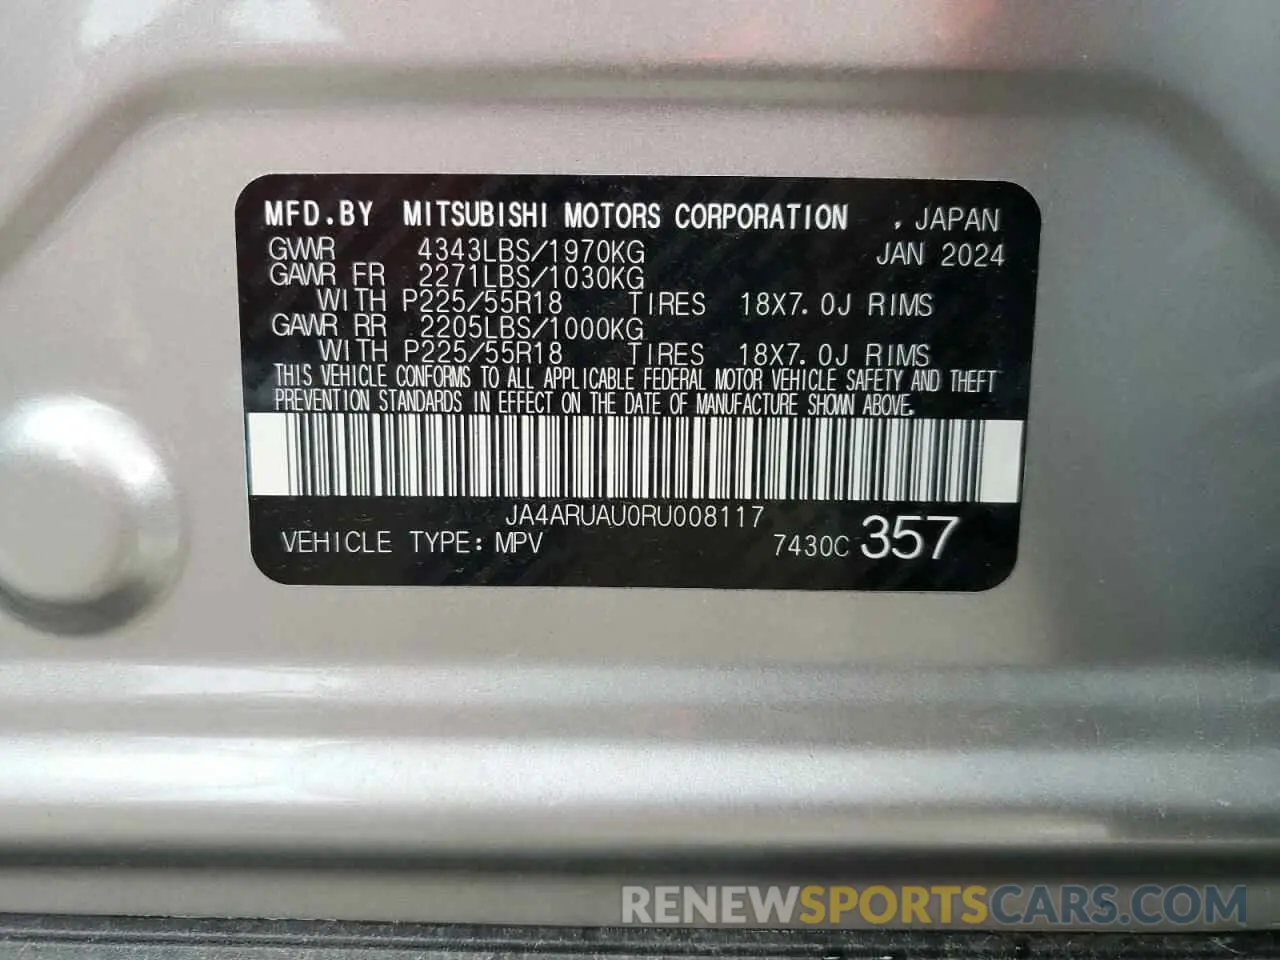 MFD.BY MITSUBISHI MOTORS CORPORATION , JAPAN
GVWR 4343LBS/1970KG JAN 2024
GAWR FR 2271LBS/1030KG
WITH P225/55R18 TIRES 18X7.0J RIMS
GAWR RR 2205LBS/1000KG
WITH P225/55R18 TIRES 18X7.0J RIMS
THIS VEHICLE CONFORMS TO ALL APPLICABLE FEDERAL MOTOR VEHICLE SAFETY AND THEFT
PREVENTION STANDARDS IN EFFECT ON THE DATE OF MANUFACTURE SHOWN ABOVE.
JA4ARUAU0RU008117
VEHICLE TYPE: MPV 7430C 357
RENEWSPORTSCARS.COM